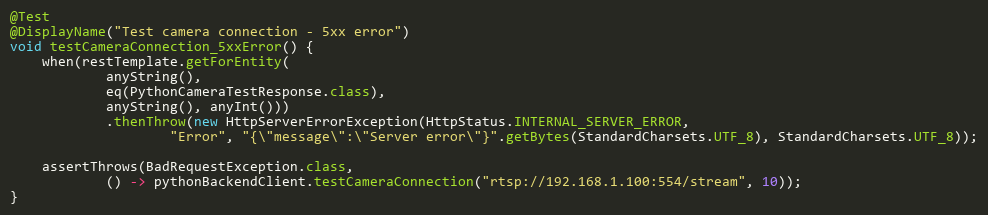 @Test
@DisplayName("Test camera connection - 5xx error")
void testCameraConnection_5xxError() {
    when(restTemplate.getForEntity(
            anyString(),
            eq(PythonCameraTestResponse.class),
            anyString(), anyInt()))
            .thenThrow(new HttpServerErrorException(HttpStatus.INTERNAL_SERVER_ERROR,
                    "Error", "{\"message\":\"Server error\"}".getBytes(StandardCharsets.UTF_8), StandardCharsets.UTF_8));

    assertThrows(BadRequestException.class,
            () -> pythonBackendClient.testCameraConnection("rtsp://192.168.1.100:554/stream", 10));
}